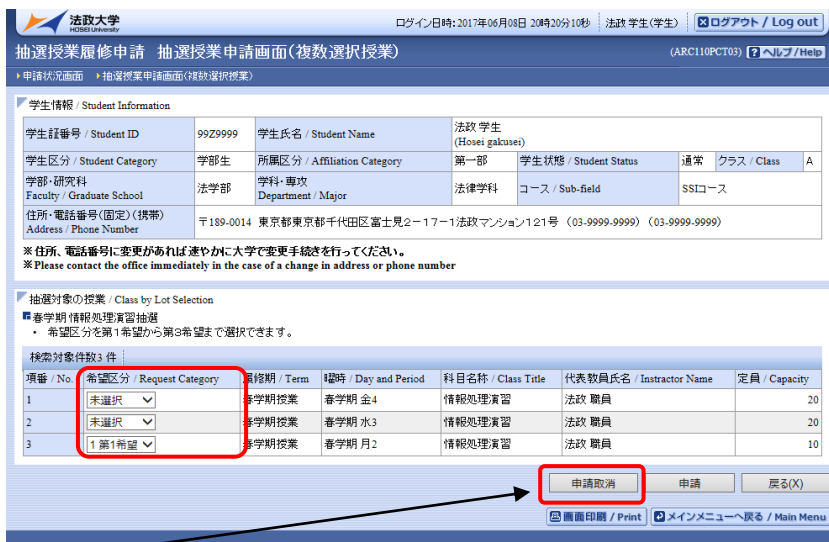 法政大学
HOSEI University
ログイン日時:2017年06月08日 20時20分10秒 法政 学生(学生) ログアウト / Log out
抽選授業履修申請 抽選授業申請画面(複数選択授業) (ARC110PCT03) ヘルプ/Help
申請状況画面 抽選授業申請画面(複数選択授業)
学生情報 / Student Information
学生証番号 / Student ID 99Z9999 学生氏名 / Student Name 法政 学生
(Hosei gakusei)
学生区分 / Student Category 学部生 所属区分 / Affiliation Category 第一部 学生状態 / Student Status 通常 クラス / Class A
学部・研究科
Faculty / Graduate School 法学部 学科・専攻
Department / Major 法律学科 コース / Sub-field SSIコース
住所・電話番号(固定)(携帯)
Address / Phone Number 〒189-0014 東京都東京都千代田区富士見2-17-1法政マンション121号 (03-9999-9999) (03-9999-9999)
※住所、電話番号に変更があれば速やかに大学で変更手続きを行ってください。
※Please contact the office immediately in the case of a change in address or phone number
抽選対象の授業 / Class by Lot Selection
春学期 情報処理演習抽選
・ 希望区分を第1希望から第3希望まで選択できます。
検索対象件数3 件
項番 / No. 希望区分 / Request Category 履修期 / Term 曜時 / Day and Period 科目名称 / Class Title 代表教員氏名 / Instructor Name 定員 / Capacity
1 未選択 春学期授業 春学期 金4 情報処理演習 法政 職員 20
2 未選択 春学期授業 春学期 水3 情報処理演習 法政 職員 20
3 1 第1希望 春学期授業 春学期 月2 情報処理演習 法政 職員 10
申請取消 申請 戻る(X)
画面印刷 / Print メインメニューへ戻る / Main Menu